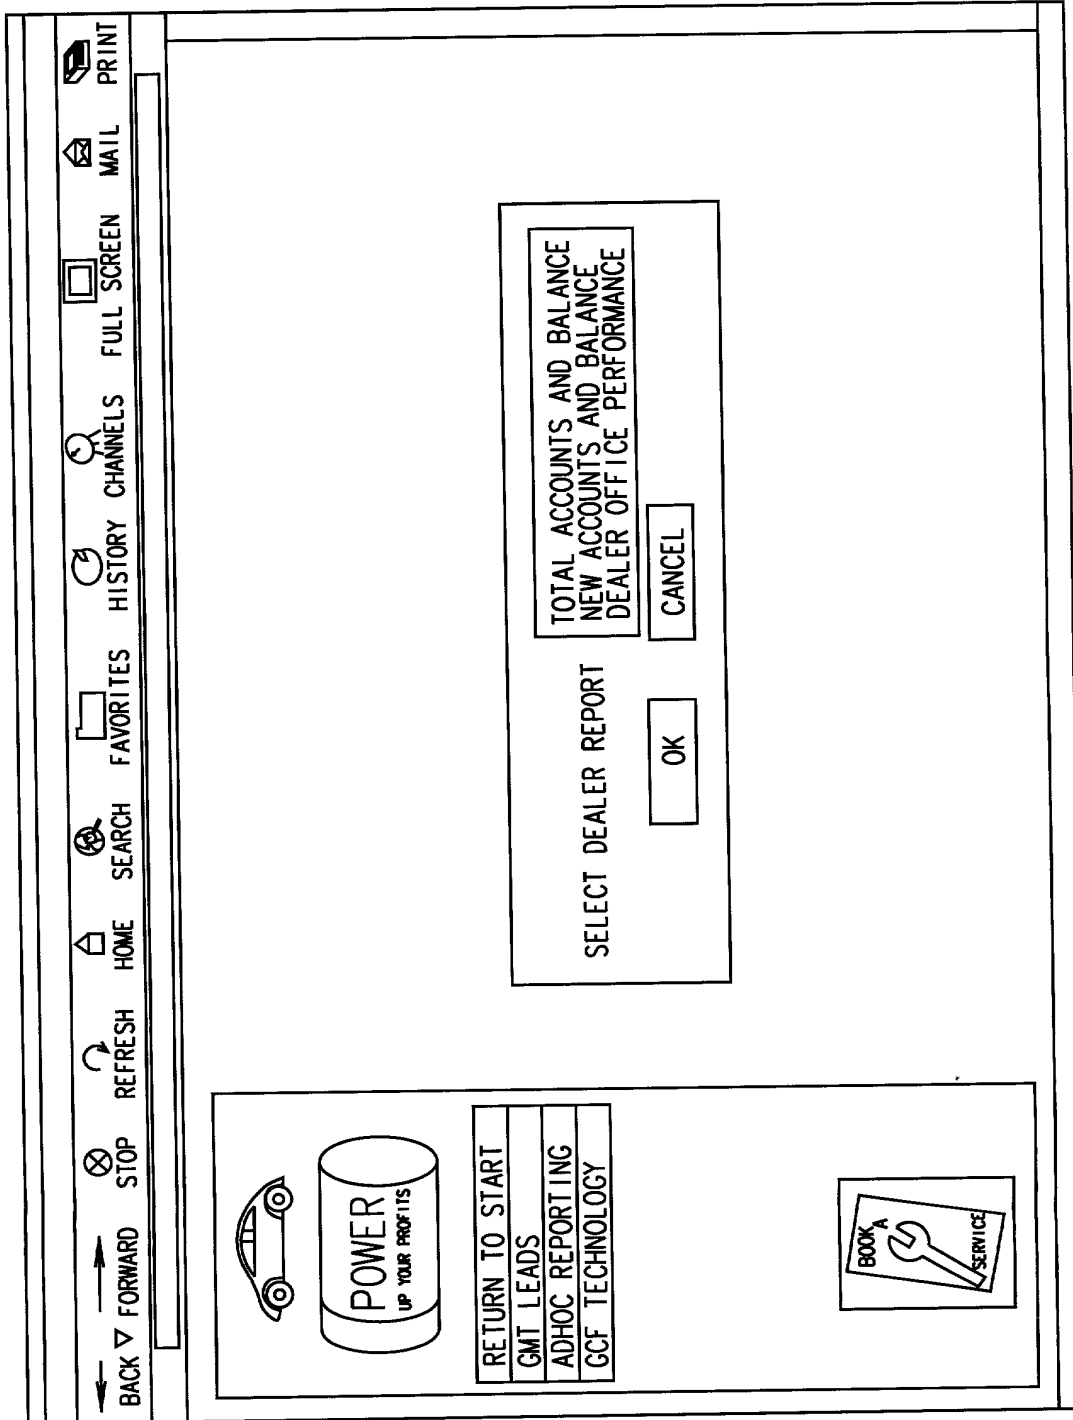 BACK ▽ FORWARD STOP REFRESH HOME SEARCH FAVORITES HISTORY CHANNELS FULL SCREEN MAIL PRINT
POWER
UP YOUR PROFITS
RETURN TO START
GMT LEADS
ADHOC REPORTING
GCF TECHNOLOGY
BOOK
A
SERVICE
SELECT DEALER REPORT
TOTAL ACCOUNTS AND BALANCE
NEW ACCOUNTS AND BALANCE
DEALER OFFICE PERFORMANCE
OK
CANCEL